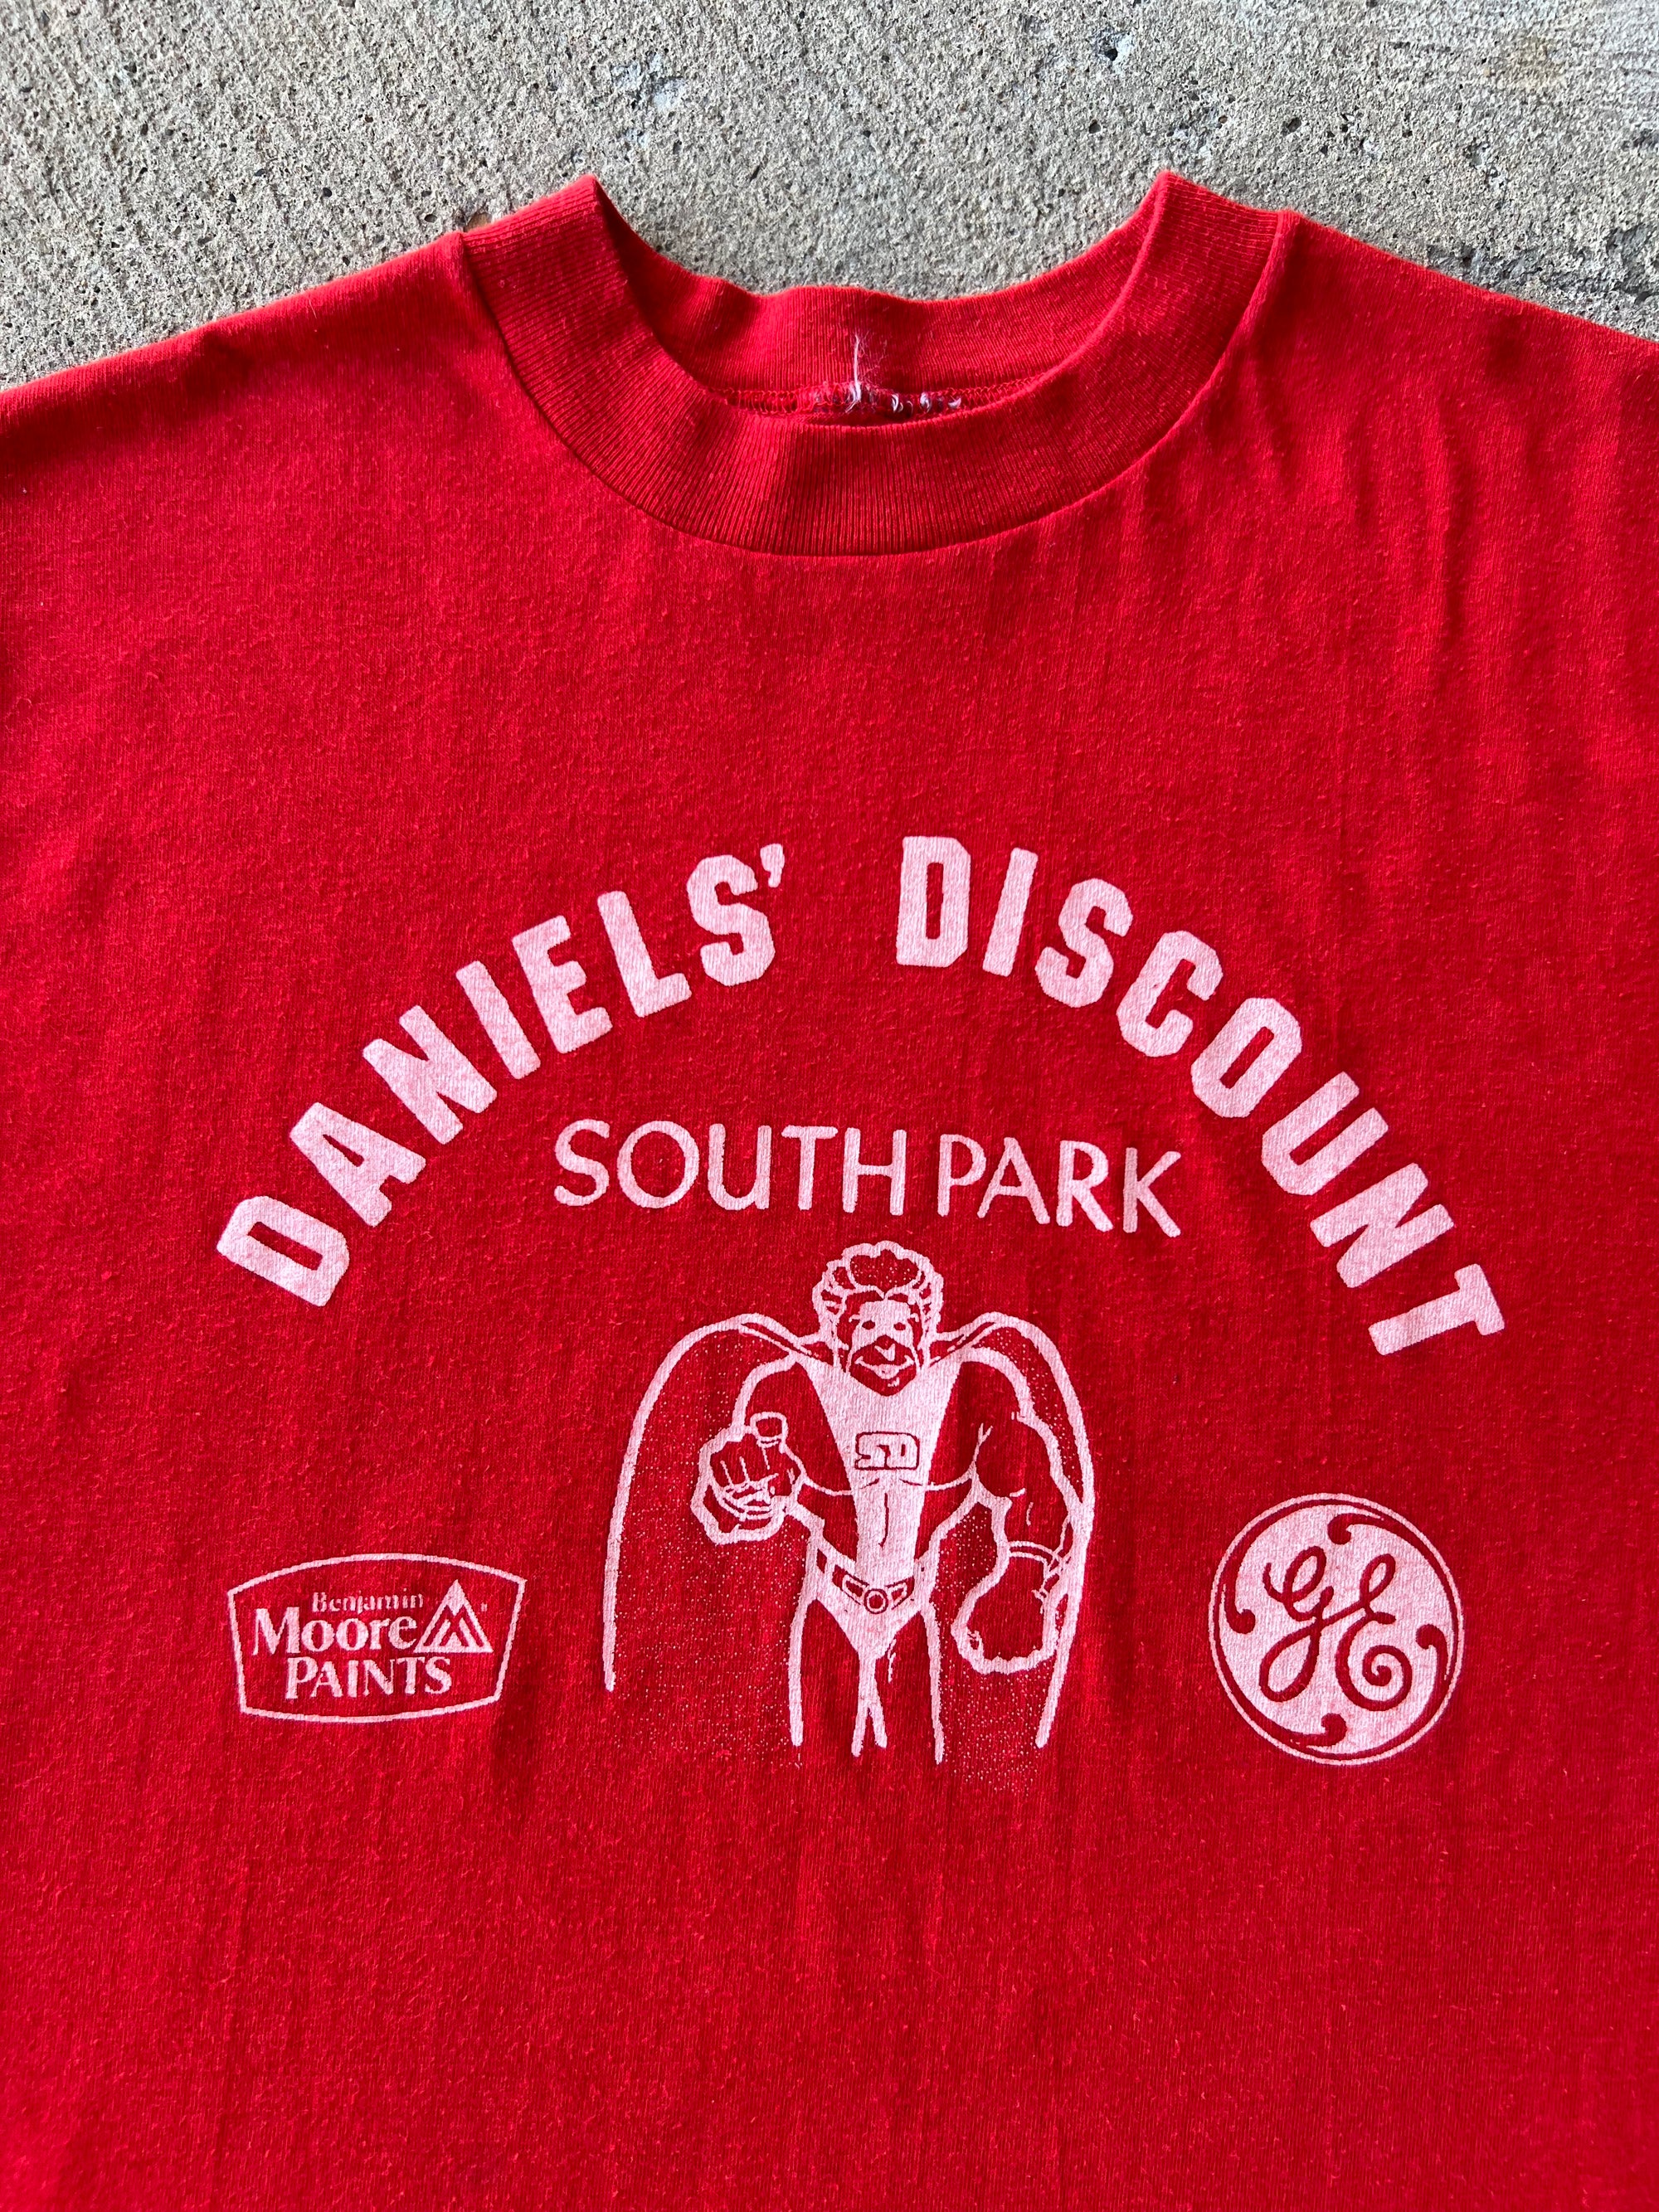 DANIELS' DISCOUNT
SOUTH PARK
SD
Benjamin
Moore
PAINTS
GE